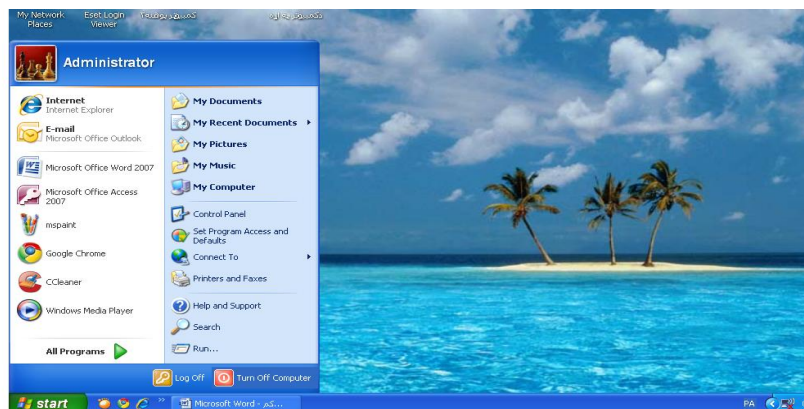 My Network
Places
Eset Login
Viewer
Administrator
Internet
Internet Explorer
E-mail
Microsoft Office Outlook
Microsoft Office Word 2007
Microsoft Office Access
2007
mspaint
Google Chrome
CCleaner
Windows Media Player
All Programs
My Documents
My Recent Documents
My Pictures
My Music
My Computer
Control Panel
Set Program Access and
Defaults
Connect To
Printers and Faxes
Help and Support
Search
Run...
Log Off
Turn Off Computer
start
Microsoft Word - کم...
PA